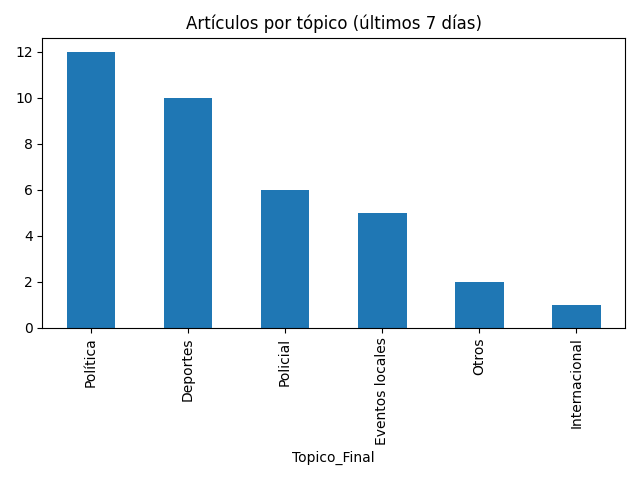 Artículos por tópico (últimos 7 días)
12
10
8
6
4
2
0
Política
Deportes
Policial
Eventos locales
Otros
Internacional
Topico_Final